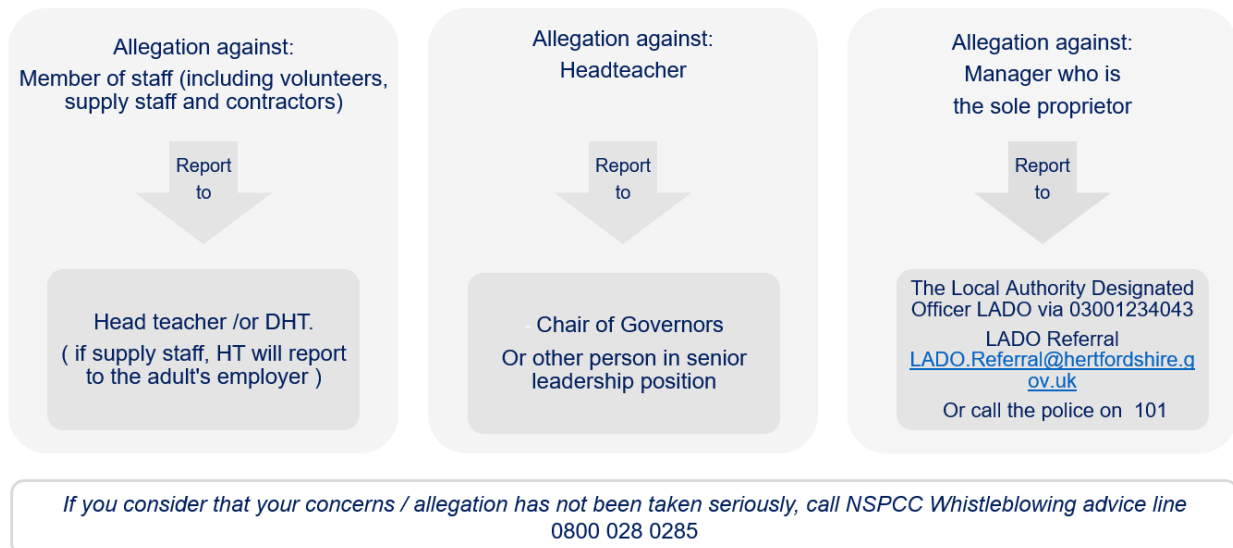 Allegation against:
Member of staff (including volunteers,
supply staff and contractors)
Report
to
Head teacher /or DHT.
( if supply staff, HT will report
to the adult's employer )
Allegation against:
Headteacher
Report
to
- Chair of Governors
Or other person in senior
leadership position
Allegation against:
Manager who is
the sole proprietor
Report
to
The Local Authority Designated
Officer LADO via 03001234043
LADO Referral
LADO.Referral@hertfordshire.g
ov.uk
Or call the police on 101
If you consider that your concerns / allegation has not been taken seriously, call NSPCC Whistleblowing advice line
0800 028 0285